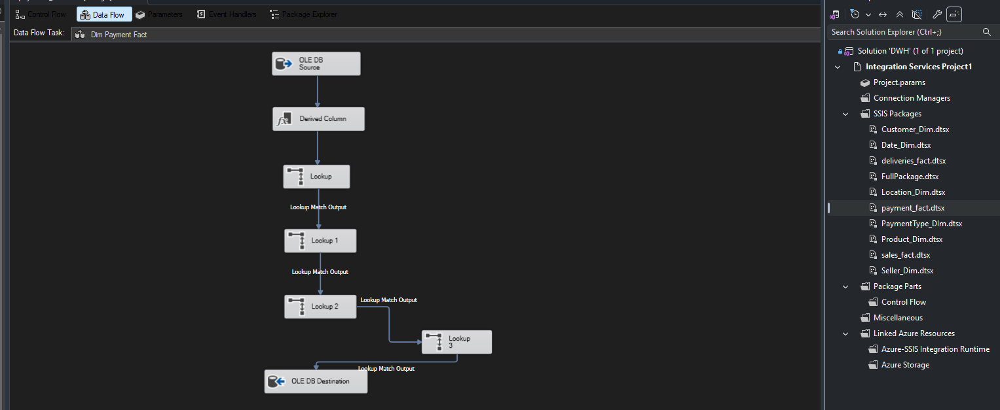 Control Flow
Data Flow
Parameters
Event Handlers
Package Explorer
Data Flow Task:
Dim Payment Fact
OLE DB
Source
Derived Column
Lookup
Lookup Match Output
Lookup 1
Lookup Match Output
Lookup 2
Lookup Match Output
Lookup
3
Lookup Match Output
OLE DB Destination
Search Solution Explorer (Ctrl+;)
Solution 'DWH' (1 of 1 project)
Integration Services Project1
Project.params
Connection Managers
SSIS Packages
Customer_Dim.dtsx
Date_Dim.dtsx
deliveries_fact.dtsx
FullPackage.dtsx
Location_Dim.dtsx
payment_fact.dtsx
PaymentType_DIm.dtsx
Product_Dim.dtsx
sales_fact.dtsx
Seller_Dim.dtsx
Package Parts
Control Flow
Miscellaneous
Linked Azure Resources
Azure-SSIS Integration Runtime
Azure Storage